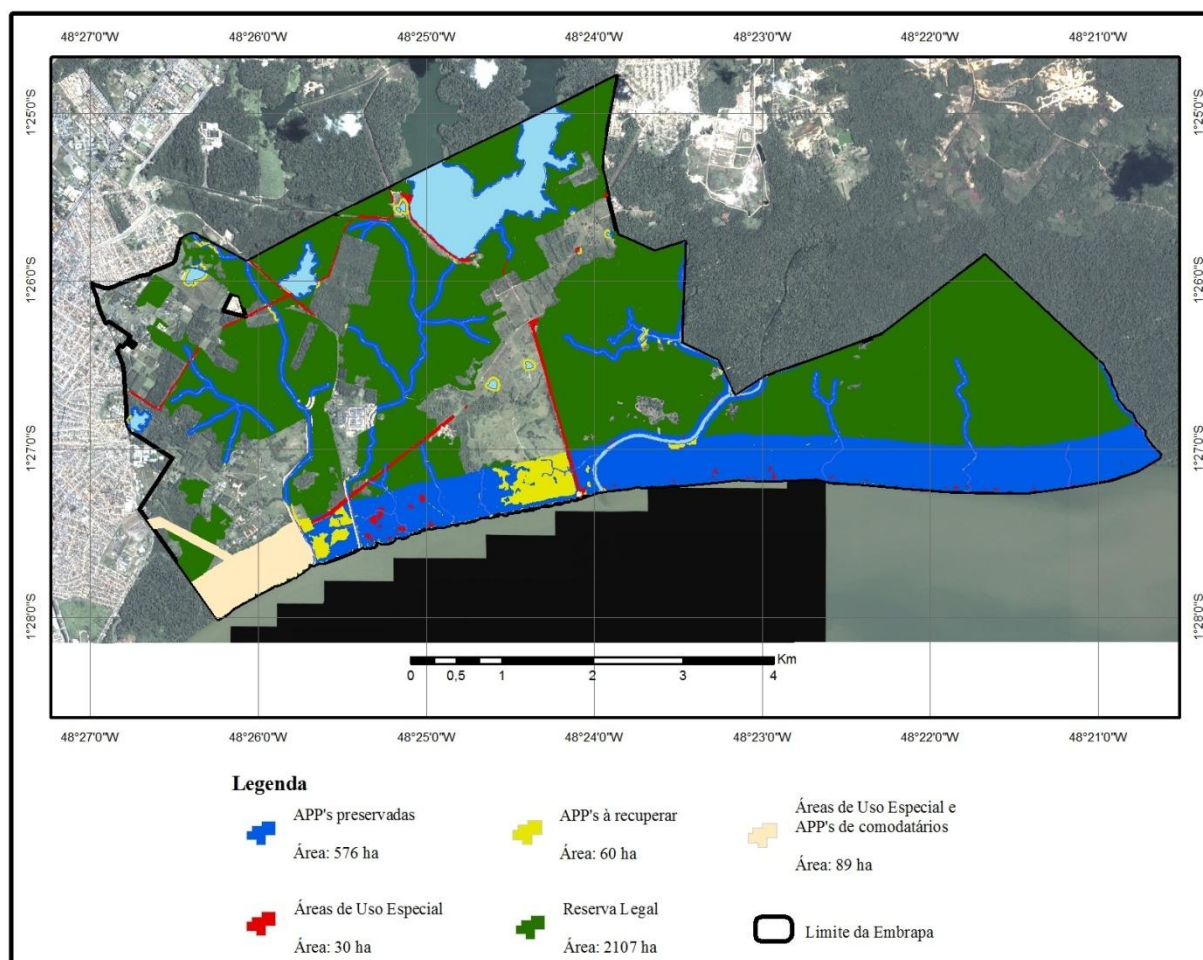 48°27'0"W 48°26'0"W 48°25'0"W 48°24'0"W 48°23'0"W 48°22'0"W 48°21'0"W
1°25'0"S 1°25'0"S
1°26'0"S 1°26'0"S
1°27'0"S 1°27'0"S
1°28'0"S 1°28'0"S
Km
0 0,5 1 2 3 4
48°27'0"W 48°26'0"W 48°25'0"W 48°24'0"W 48°23'0"W 48°22'0"W 48°21'0"W
Legenda
APP's preservadas
Área: 576 ha
APP's à recuperar
Área: 60 ha
Áreas de Uso Especial e
APP's de comodatários
Área: 89 ha
Áreas de Uso Especial
Área: 30 ha
Reserva Legal
Área: 2107 ha
Limite da Embrapa